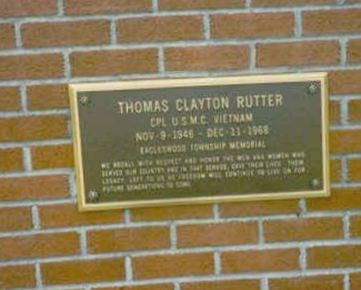 THOMAS CLAYTON RUTTER
CPL U.S.M.C. VIETNAM
NOV-9-1946 - DEC-11-1968
EAGLESWOOD TOWNSHIP MEMORIAL
WE RECALL WITH RESPECT AND HONOR THE MEN AND WOMEN WHO
SERVED OUR COUNTRY AND IN THAT SERVICE, GAVE THEIR LIVES. THEIR
LEGACY, LEFT TO US AS FREEDOM WILL CONTINUE TO LIVE ON FOR
FUTURE GENERATIONS TO COME.